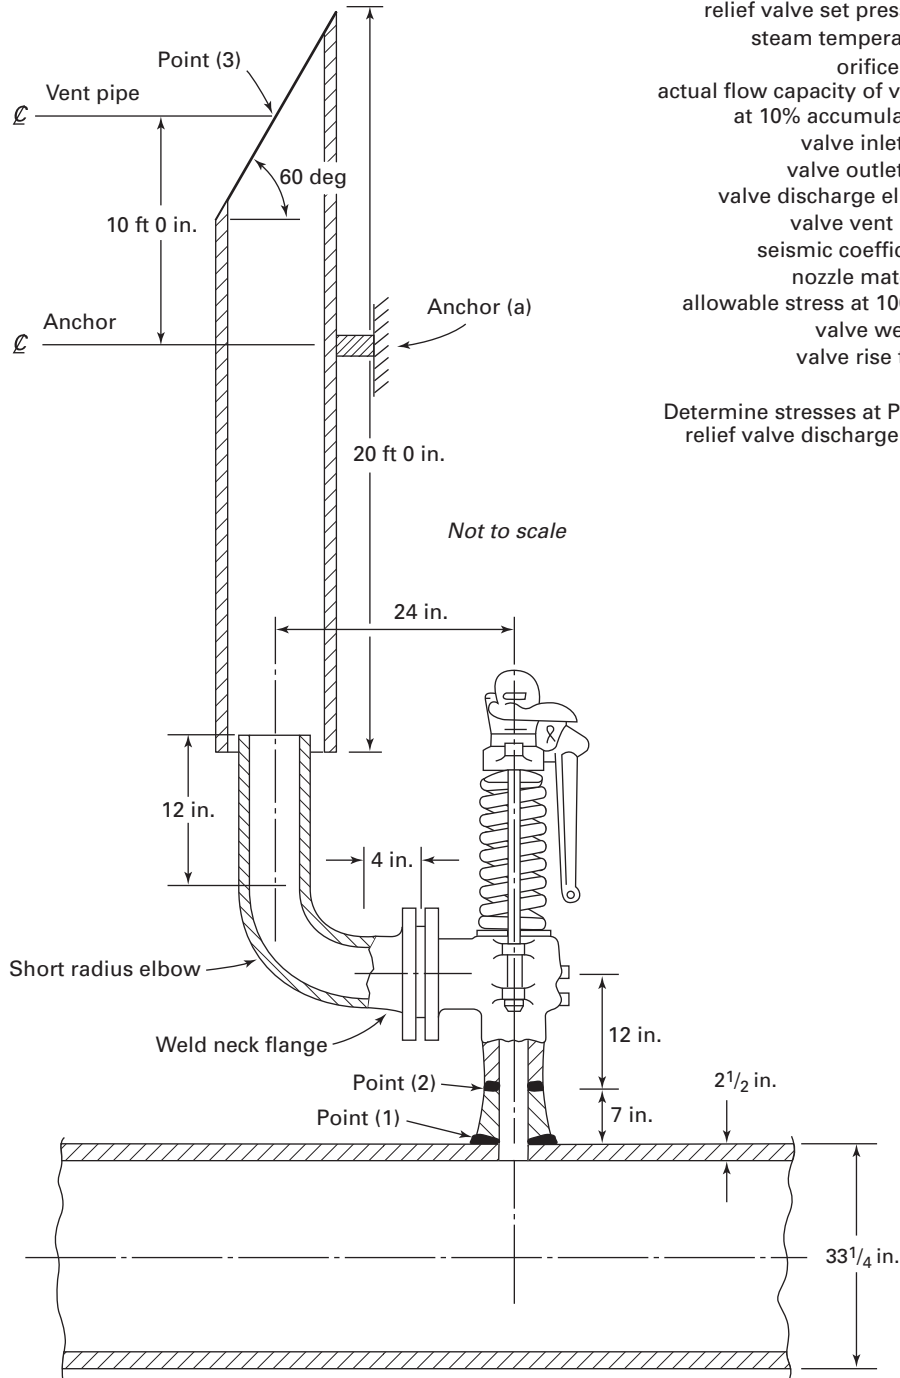 relief valve set pres
steam tempera
orifice
actual flow capacity of v
at 10% accumula
valve inlet
valve outlet
valve discharge el
valve vent
seismic coeffic
nozzle mat
allowable stress at 10
valve we
valve rise t
Determine stresses at P
relief valve discharge
Point (3)
Vent pipe
℄
60 deg
10 ft 0 in.
Anchor (a)
Anchor
℄
20 ft 0 in.
Not to scale
24 in.
12 in.
4 in.
Short radius elbow
12 in.
Weld neck flange
Point (2)
2 1/2 in.
Point (1)
7 in.
33 1/4 in.